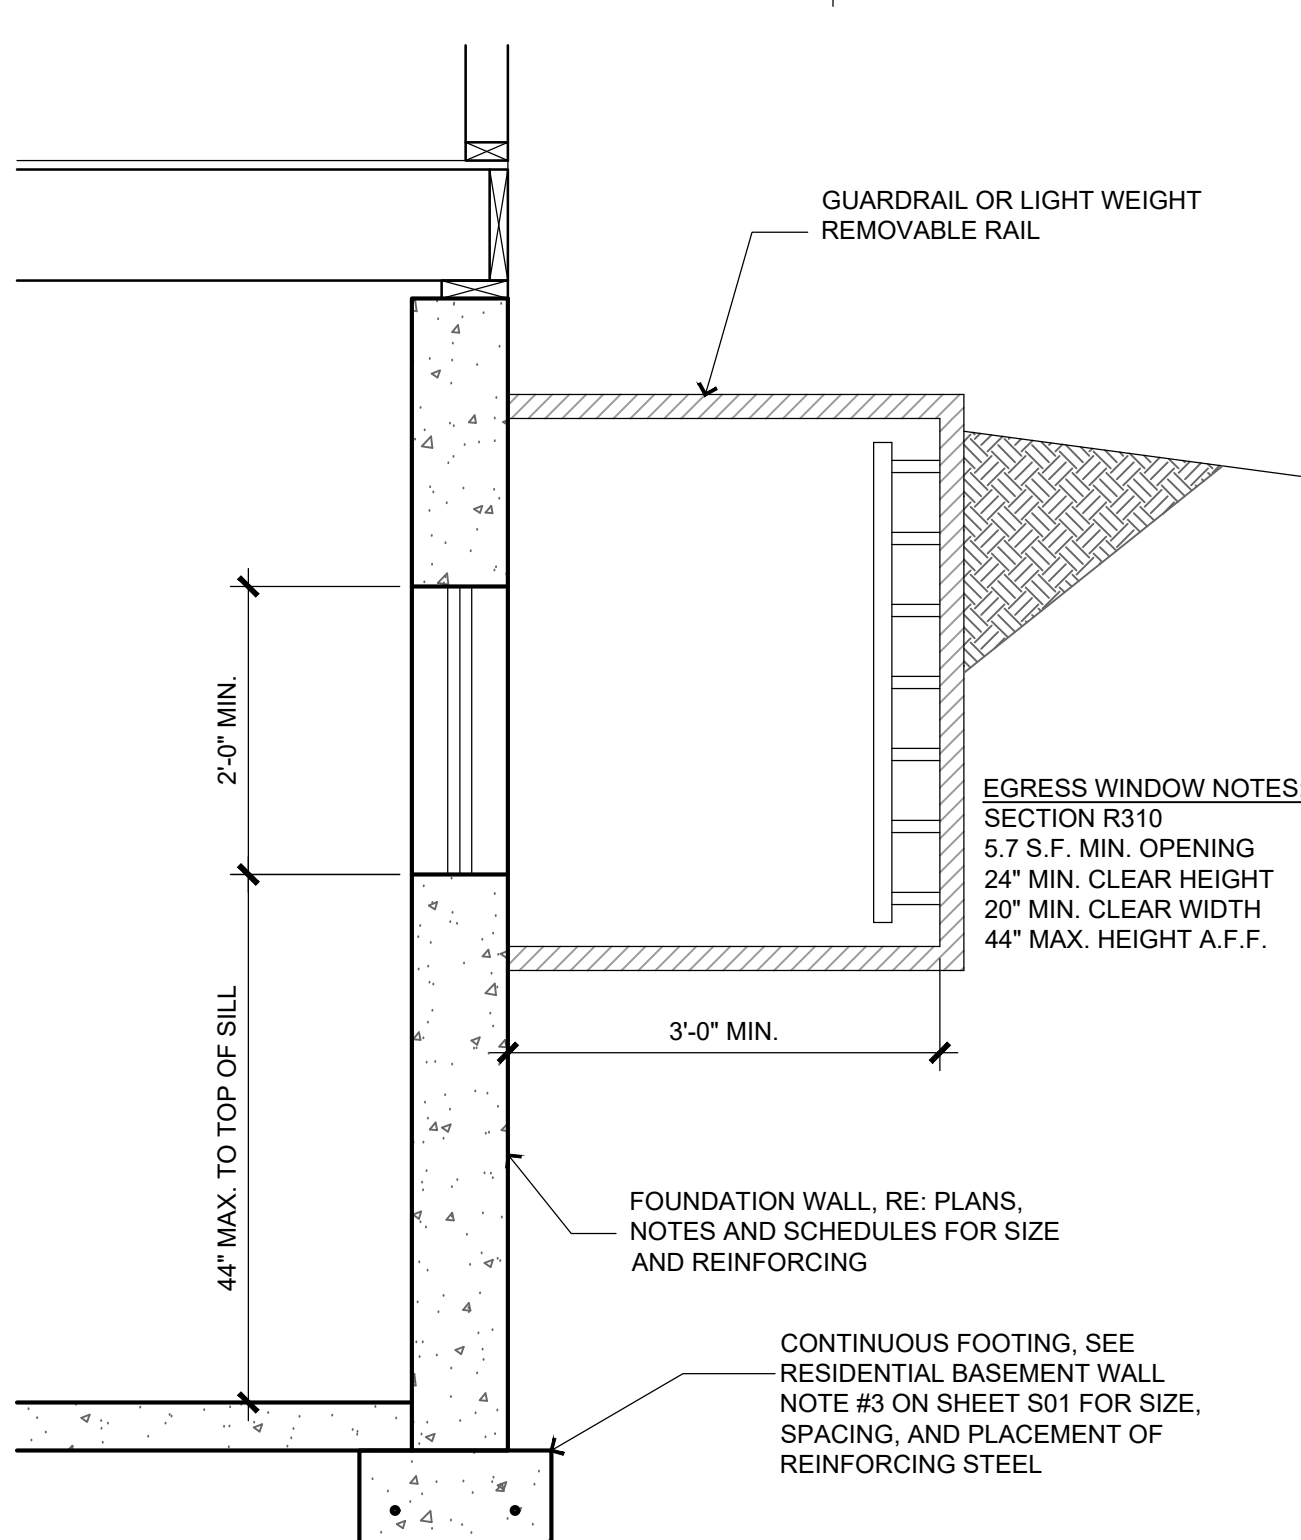 GUARDRAIL OR LIGHT WEIGHT
REMOVABLE RAIL
2'-0" MIN.
EGRESS WINDOW NOTES:
SECTION R310
5.7 S.F. MIN. OPENING
24" MIN. CLEAR HEIGHT
20" MIN. CLEAR WIDTH
44" MAX. HEIGHT A.F.F.
3'-0" MIN.
44" MAX. TO TOP OF SILL
FOUNDATION WALL, RE: PLANS,
NOTES AND SCHEDULES FOR SIZE
AND REINFORCING
CONTINUOUS FOOTING, SEE
RESIDENTIAL BASEMENT WALL
NOTE #3 ON SHEET S01 FOR SIZE,
SPACING, AND PLACEMENT OF
REINFORCING STEEL